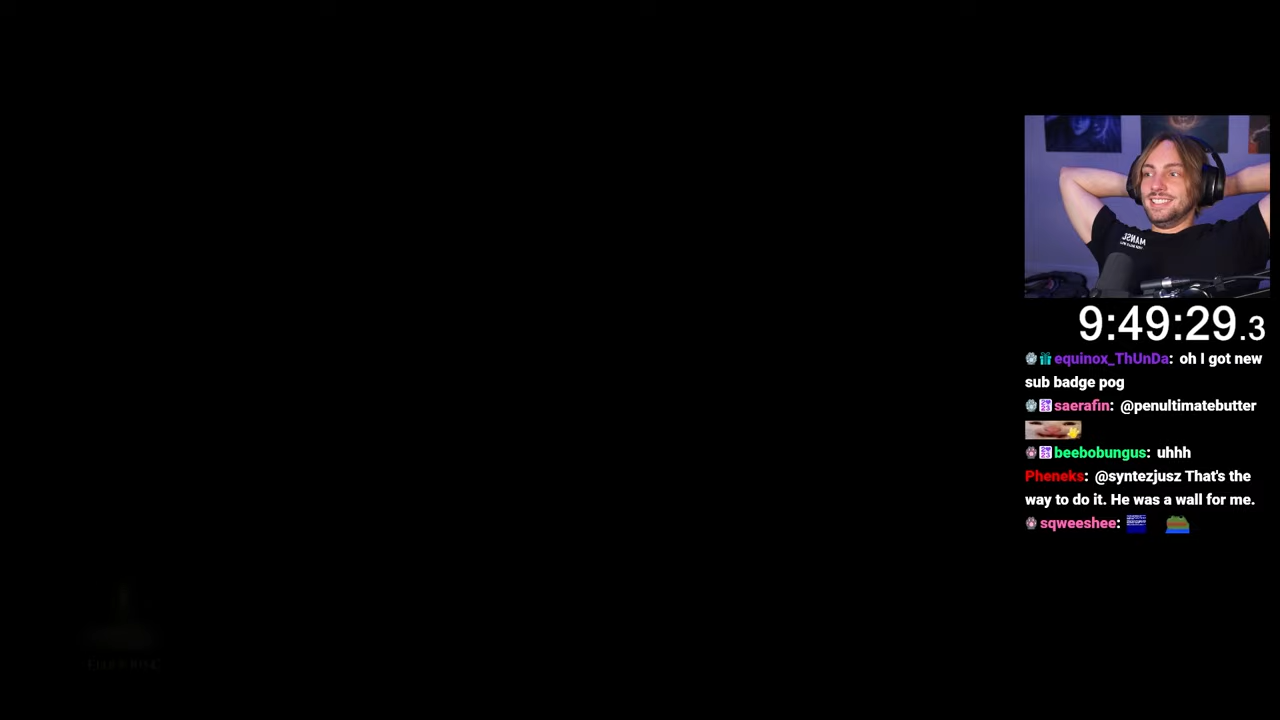 9:49:29.3
equinox_ThUnDa: oh I got new
sub badge pog
saerafin: @penultimatebutter
beebobungus: uhhh
Pheneks: @syntezjusz That's the
way to do it. He was a wall for me.
sqweeshee: